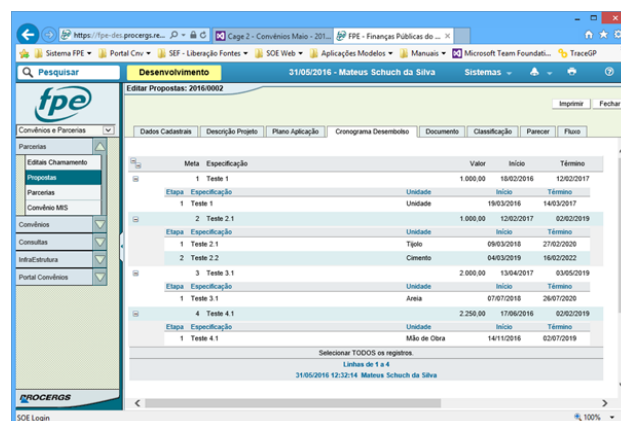 https://fpe-des.procergs.re...
Cage 2 - Convênios Maio - 201...
FPE - Finanças Públicas do ...
Sistema FPE
Portal Cnv
SEF - Liberação Fontes
SOE Web
Aplicações Modelos
Manuais
Microsoft Team Foundati...
TraceGP
Pesquisar
Desenvolvimento
31/05/2016 - Mateus Schuch da Silva
Sistemas
fpe
Editar Propostas: 2016/0002
Imprimir
Fechar
Convênios e Parcerias
Dados Cadastrais Descrição Projeto Plano Aplicação Cronograma Desembolso Documento Classificação Parecer Fluxo
Parcerias
Editais Chamamento
Propostas
Parcerias
Convênio MIS
Convênios
Consultas
InfraEstrutura
Portal Convênios
Meta Especificação Valor Início Término
1 Teste 1 1.000,00 18/02/2016 12/02/2017
Etapa Especificação Unidade Início Término
1 Teste 1 Unidade 19/03/2016 14/03/2017
2 Teste 2.1 1.000,00 12/02/2017 02/02/2019
Etapa Especificação Unidade Início Término
1 Teste 2.1 Tijolo 09/03/2018 27/02/2020
2 Teste 2.2 Cimento 04/03/2019 16/02/2022
3 Teste 3.1 2.000,00 13/04/2017 03/05/2019
Etapa Especificação Unidade Início Término
1 Teste 3.1 Areia 07/07/2018 26/07/2020
4 Teste 4.1 2.250,00 17/06/2016 02/02/2019
Etapa Especificação Unidade Início Término
1 Teste 4.1 Mão de Obra 14/11/2016 02/07/2019
Selecionar TODOS os registros.
Linhas de 1 a 4
31/05/2016 12:32:14 Mateus Schuch da Silva
PROCERGS
SOE Login
100%